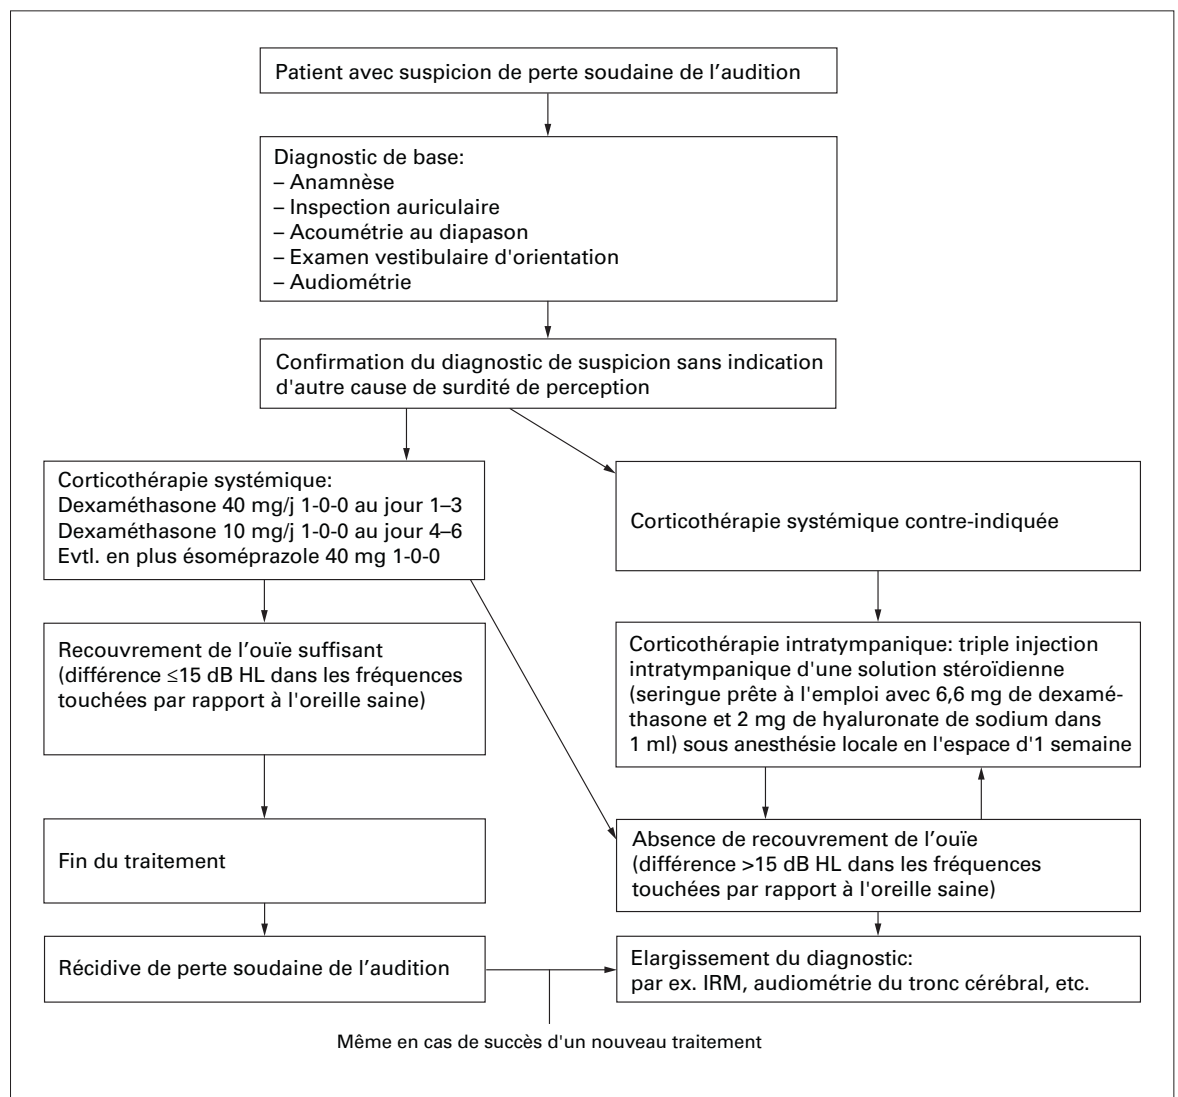 Patient avec suspicion de perte soudaine de l’audition
Diagnostic de base:
– Anamnèse
– Inspection auriculaire
– Acoumétrie au diapason
– Examen vestibulaire d'orientation
– Audiométrie
Confirmation du diagnostic de suspicion sans indication
d'autre cause de surdité de perception
Corticothérapie systémique:
Dexaméthasone 40 mg/j 1-0-0 au jour 1–3
Dexaméthasone 10 mg/j 1-0-0 au jour 4–6
Evtl. en plus ésoméprazole 40 mg 1-0-0
Corticothérapie systémique contre-indiquée
Recouvrement de l’ouïe suffisant
(différence ≤15 dB HL dans les fréquences
touchées par rapport à l'oreille saine)
Corticothérapie intratympanique: triple injection
intratympanique d'une solution stéroïdienne
(seringue prête à l'emploi avec 6,6 mg de dexamé-
thasone et 2 mg de hyaluronate de sodium dans
1 ml) sous anesthésie locale en l'espace d'1 semaine
Fin du traitement
Absence de recouvrement de l’ouïe
(différence >15 dB HL dans les fréquences
touchées par rapport à l'oreille saine)
Récidive de perte soudaine de l’audition
Elargissement du diagnostic:
par ex. IRM, audiométrie du tronc cérébral, etc.
Même en cas de succès d'un nouveau traitement